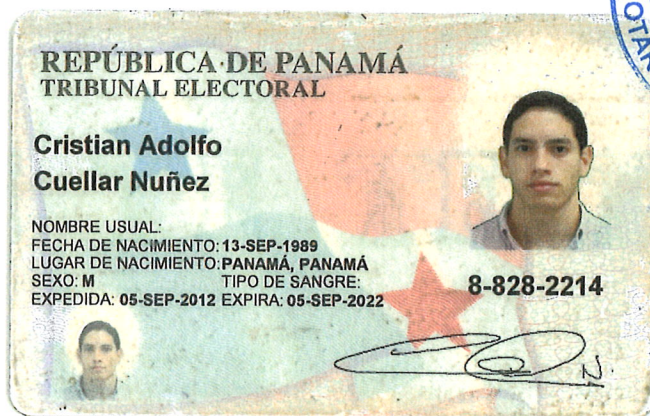 REPÚBLICA DE PANAMÁ
TRIBUNAL ELECTORAL
Cristian Adolfo
Cuellar Nuñez
NOMBRE USUAL:
FECHA DE NACIMIENTO: 13-SEP-1989
LUGAR DE NACIMIENTO: PANAMÁ, PANAMÁ
SEXO: M TIPO DE SANGRE:
EXPEDIDA: 05-SEP-2012 EXPIRA: 05-SEP-2022
8-828-2214